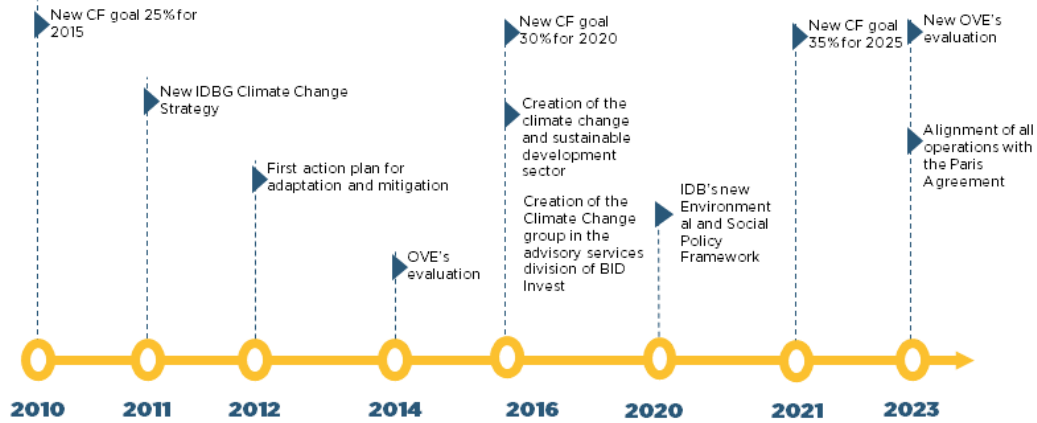 New CF goal 25% for
2015
New IDBG Climate Change
Strategy
First action plan for
adaptation and mitigation
OVE's
evaluation
New CF goal
30% for 2020
Creation of the
climate change
and sustainable
development
sector
Creation of the
Climate Change
group in the
advisory services
division of BID
Invest
IDB's new
Environment
al and Social
Policy
Framework
New CF goal
35% for 2025
New OVE's
evaluation
Alignment of all
operations with
the Paris
Agreement
2010
2011
2012
2014
2016
2020
2021
2023